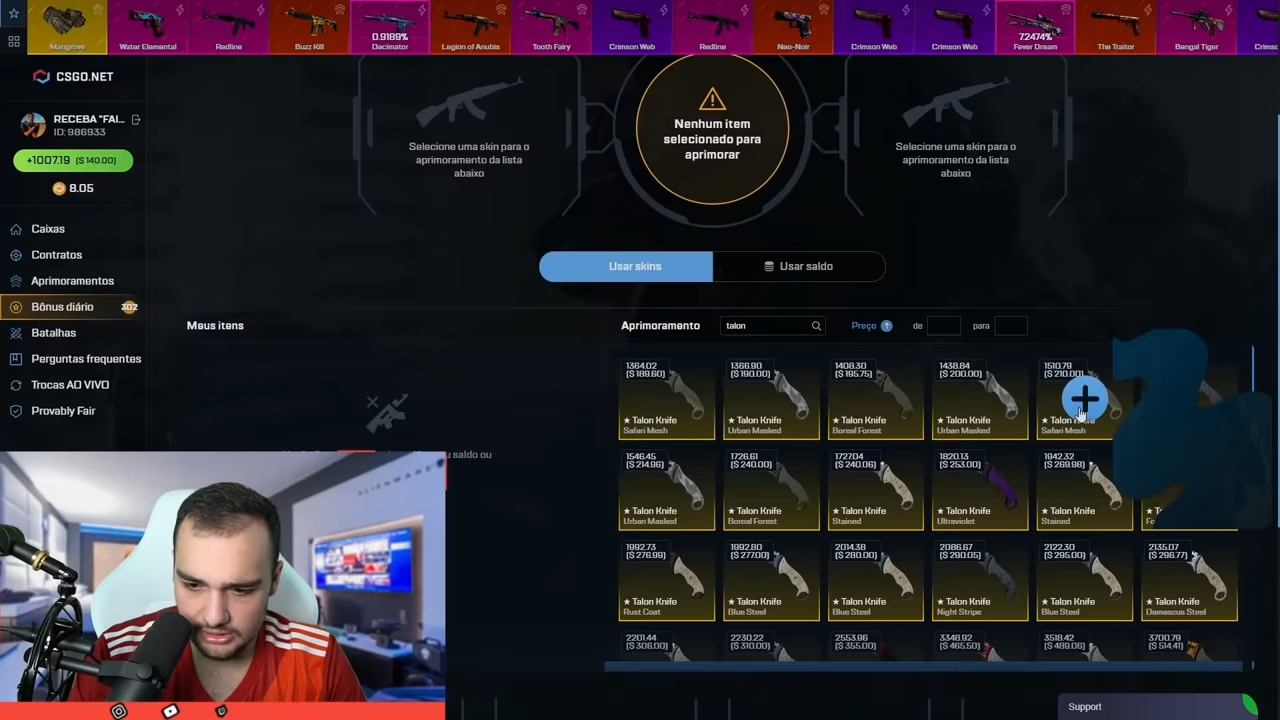 Mangrove
Water Elemental
Redline
Buzz Kill
0.9189%
Decimator
Legion of Anubis
Tooth Fairy
Crimson Web
Redline
Neo-Noir
Crimson Web
Crimson Web
7.2474%
Fever Dream
The Traitor
Bengal Tiger
CSGO.NET
RECEBA "FAI...
ID: 986933
+1007.19 ($ 140.00)
8.05
Caixas
Contratos
Aprimoramentos
Bônus diário
302
Batalhas
Perguntas frequentes
Trocas AO VIVO
Provably Fair
Selecione uma skin para o
aprimoramento da lista
abaixo
Nenhum item
selecionado para
aprimorar
Selecione uma skin para o
aprimoramento da lista
abaixo
Usar skins
Usar saldo
Meus itens
u saldo ou
Aprimoramento
talon
Preço
de
para
1364.02
($ 189.60)
★ Talon Knife
Safari Mesh
1366.90
($ 190.00)
★ Talon Knife
Urban Masked
1408.30
($ 195.75)
★ Talon Knife
Boreal Forest
1438.84
($ 200.00)
★ Talon Knife
Urban Masked
1510.79
($ 210.00)
★ Talon Knife
Safari Mesh
1546.45
($ 214.96)
★ Talon Knife
Urban Masked
1726.61
($ 240.00)
★ Talon Knife
Boreal Forest
1727.04
($ 240.06)
★ Talon Knife
Stained
1820.13
($ 253.00)
★ Talon Knife
Ultraviolet
1942.32
($ 269.98)
★ Talon Knife
Stained
1992.73
($ 276.99)
★ Talon Knife
Rust Coat
1992.80
($ 277.00)
★ Talon Knife
Blue Steel
2014.38
($ 280.00)
★ Talon Knife
Blue Steel
2086.67
($ 290.05)
★ Talon Knife
Night Stripe
2122.30
($ 295.00)
★ Talon Knife
Blue Steel
2135.07
($ 296.77)
★ Talon Knife
Damascus Steel
2201.44
($ 306.00)
2230.22
($ 310.00)
2553.96
($ 355.00)
3348.92
($ 465.50)
3518.42
($ 489.06)
3700.79
($ 514.41)
ALIENWARE
Support